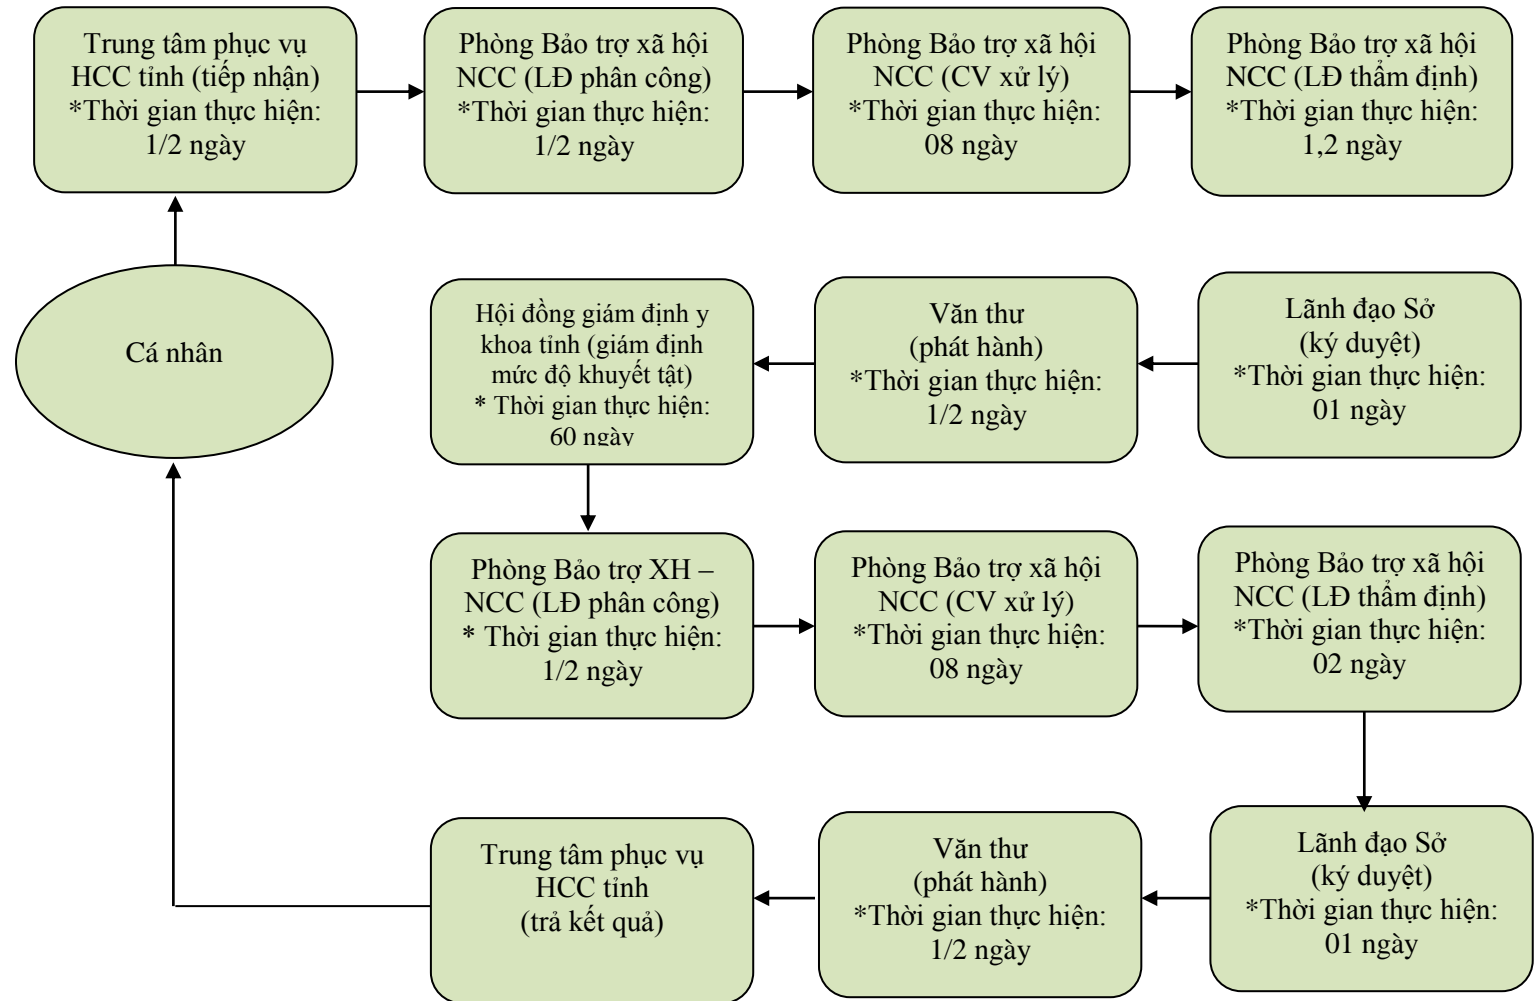 Trung tâm phục vụ
HCC tỉnh (tiếp nhận)
*Thời gian thực hiện:
1/2 ngày
Phòng Bảo trợ xã hội
NCC (LĐ phân công)
*Thời gian thực hiện:
1/2 ngày
Phòng Bảo trợ xã hội
NCC (CV xử lý)
*Thời gian thực hiện:
08 ngày
Phòng Bảo trợ xã hội
NCC (LĐ thẩm định)
*Thời gian thực hiện:
1,2 ngày
Cá nhân
Hội đồng giám định y
khoa tỉnh (giám định
mức độ khuyết tật)
* Thời gian thực hiện:
60 ngày
Văn thư
(phát hành)
*Thời gian thực hiện:
1/2 ngày
Lãnh đạo Sở
(ký duyệt)
*Thời gian thực hiện:
01 ngày
Phòng Bảo trợ XH –
NCC (LĐ phân công)
* Thời gian thực hiện:
1/2 ngày
Phòng Bảo trợ xã hội
NCC (CV xử lý)
*Thời gian thực hiện:
08 ngày
Phòng Bảo trợ xã hội
NCC (LĐ thẩm định)
*Thời gian thực hiện:
02 ngày
Trung tâm phục vụ
HCC tỉnh
(trả kết quả)
Văn thư
(phát hành)
*Thời gian thực hiện:
1/2 ngày
Lãnh đạo Sở
(ký duyệt)
*Thời gian thực hiện:
01 ngày